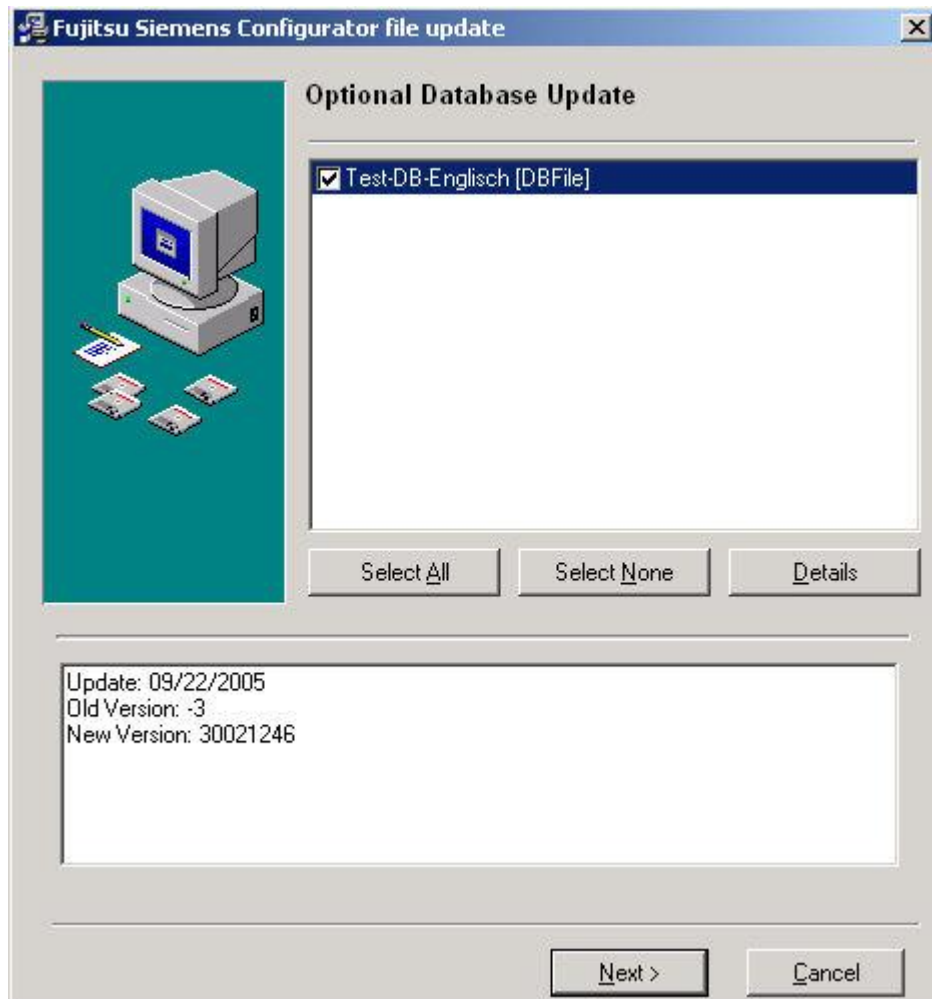 Fujitsu Siemens Configurator file update
Optional Database Update
Test-DB-Englisch [DBFile]
Select All
Select None
Details
Update: 09/22/2005
Old Version: -3
New Version: 30021246
Next >
Cancel